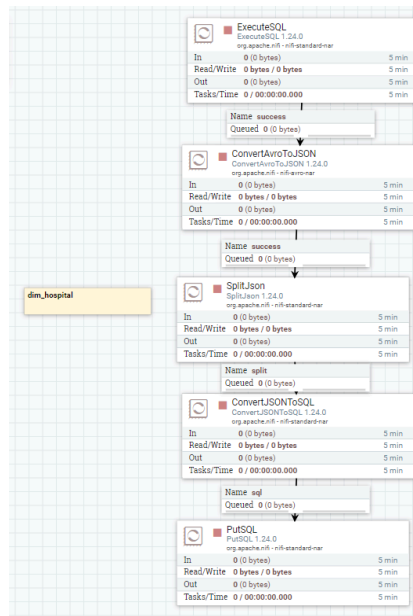 ExecuteSQL
ExecuteSQL 1.24.0
org.apache.nifi - nifi-standard-nar
In 0 (0 bytes) 5 min
Read/Write 0 bytes / 0 bytes 5 min
Out 0 (0 bytes) 5 min
Tasks/Time 0 / 00:00:00.000 5 min
Name success
Queued 0 (0 bytes)
ConvertAvroToJSON
ConvertAvroToJSON 1.24.0
org.apache.nifi - nifi-avro-nar
In 0 (0 bytes) 5 min
Read/Write 0 bytes / 0 bytes 5 min
Out 0 (0 bytes) 5 min
Tasks/Time 0 / 00:00:00.000 5 min
Name success
Queued 0 (0 bytes)
dim_hospital
SplitJson
SplitJson 1.24.0
org.apache.nifi - nifi-standard-nar
In 0 (0 bytes) 5 min
Read/Write 0 bytes / 0 bytes 5 min
Out 0 (0 bytes) 5 min
Tasks/Time 0 / 00:00:00.000 5 min
Name split
Queued 0 (0 bytes)
ConvertJSONToSQL
ConvertJSONToSQL 1.24.0
org.apache.nifi - nifi-standard-nar
In 0 (0 bytes) 5 min
Read/Write 0 bytes / 0 bytes 5 min
Out 0 (0 bytes) 5 min
Tasks/Time 0 / 00:00:00.000 5 min
Name sql
Queued 0 (0 bytes)
PutSQL
PutSQL 1.24.0
org.apache.nifi - nifi-standard-nar
In 0 (0 bytes) 5 min
Read/Write 0 bytes / 0 bytes 5 min
Out 0 (0 bytes) 5 min
Tasks/Time 0 / 00:00:00.000 5 min